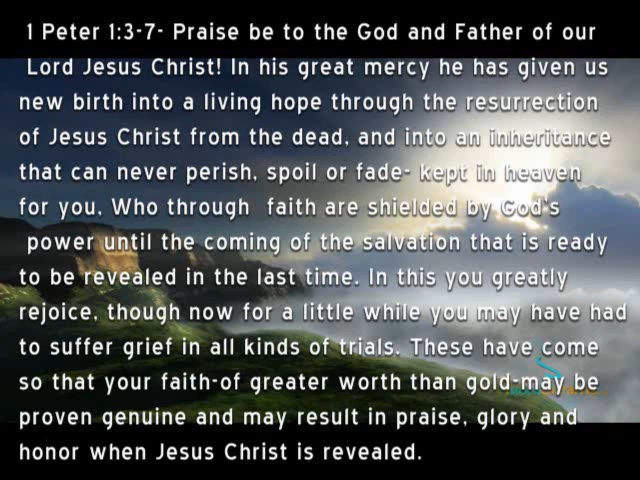 1 Peter 1:3-7- Praise be to the God and Father of our
Lord Jesus Christ! In his great mercy he has given us
new birth into a living hope through the resurrection
of Jesus Christ from the dead, and into an inheritance
that can never perish, spoil or fade- kept in heaven
for you, Who through faith are shielded by God's
power until the coming of the salvation that is ready
to be revealed in the last time. In this you greatly
rejoice, though now for a little while you may have had
to suffer grief in all kinds of trials. These have come
so that your faith-of greater worth than gold-may be
proven genuine and may result in praise, glory and
honor when Jesus Christ is revealed.